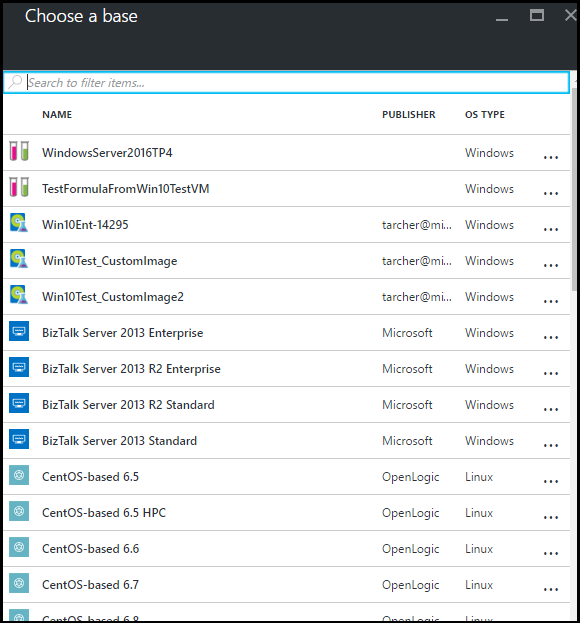 Choose a base
Search to filter items...
NAME PUBLISHER OS TYPE
WindowsServer2016TP4 Windows ...
TestFormulaFromWin10TestVM Windows ...
Win10Ent-14295 tarcher@mi... Windows ...
Win10Test_CustomImage tarcher@mi... Windows ...
Win10Test_CustomImage2 tarcher@mi... Windows ...
BizTalk Server 2013 Enterprise Microsoft Windows ...
BizTalk Server 2013 R2 Enterprise Microsoft Windows ...
BizTalk Server 2013 R2 Standard Microsoft Windows ...
BizTalk Server 2013 Standard Microsoft Windows ...
CentOS-based 6.5 OpenLogic Linux ...
CentOS-based 6.5 HPC OpenLogic Linux ...
CentOS-based 6.6 OpenLogic Linux ...
CentOS-based 6.7 OpenLogic Linux ...
CentOS-based 6.8 OpenLogic Linux